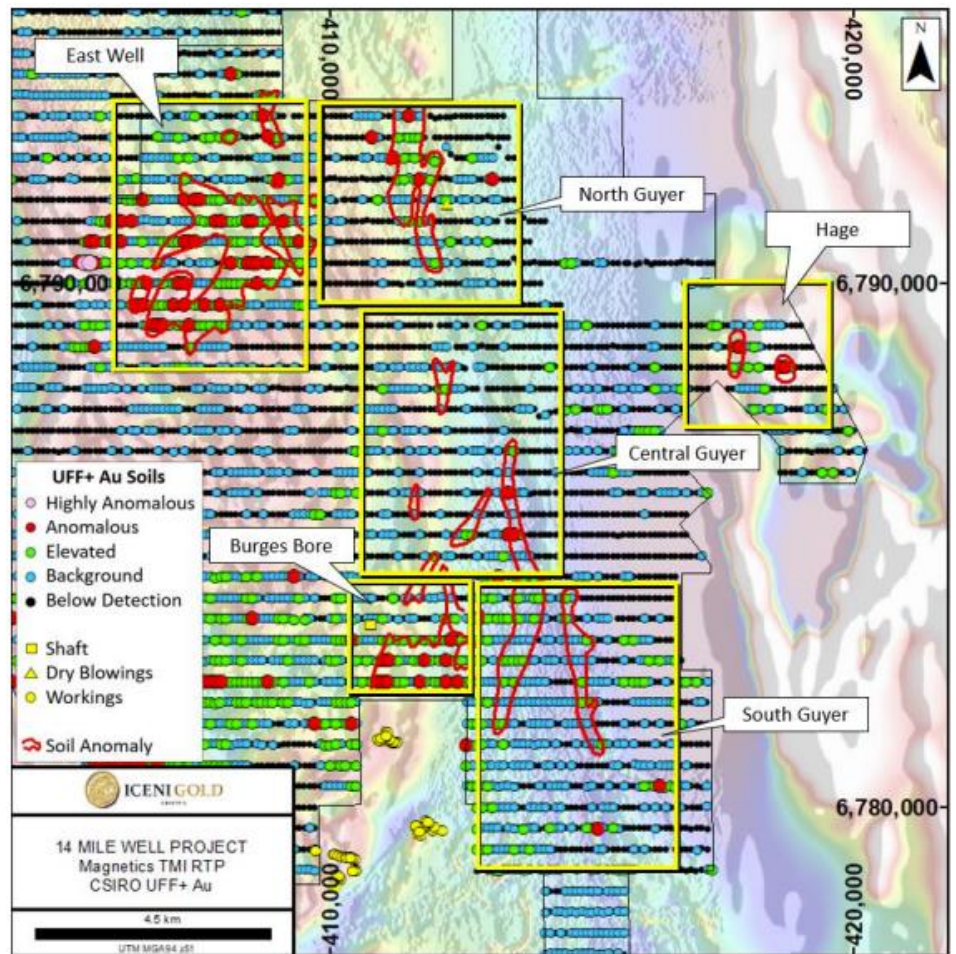 East Well
410,000
420,000
N
North Guyer
Hage
6,790,00
6,790,000
Central Guyer
Burges Bore
UFF+ Au Soils
Highly Anomalous
Anomalous
Elevated
Background
Below Detection
Shaft
Dry Blowings
Workings
Soil Anomaly
South Guyer
6,780,000
ICENI GOLD
14 MILE WELL PROJECT
Magnetics TMI RTP
CSIRO UFF+ Au
4.5 km
UTM MGA94 z51
410,000
420,000